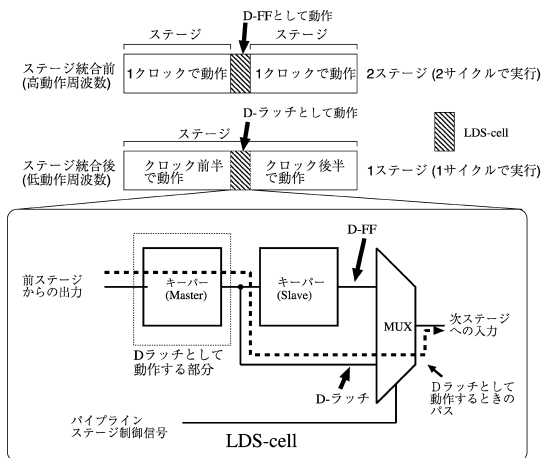 D-FFとして動作
ステージ
ステージ
ステージ統合前
(高動作周波数)
1クロックで動作
1クロックで動作
2ステージ (2サイクルで実行)
D-ラッチとして動作
ステージ
LDS-cell
ステージ統合後
(低動作周波数)
クロック前半
で動作
クロック後半
で動作
1ステージ (1サイクルで実行)
D-FF
前ステージ
からの出力
キーパー
(Master)
キーパー
(Slave)
MUX
次ステージ
への入力
Dラッチとして
動作する部分
D-ラッチ
Dラッチとして
動作するときの
パス
パイプライン
ステージ制御信号
LDS-cell